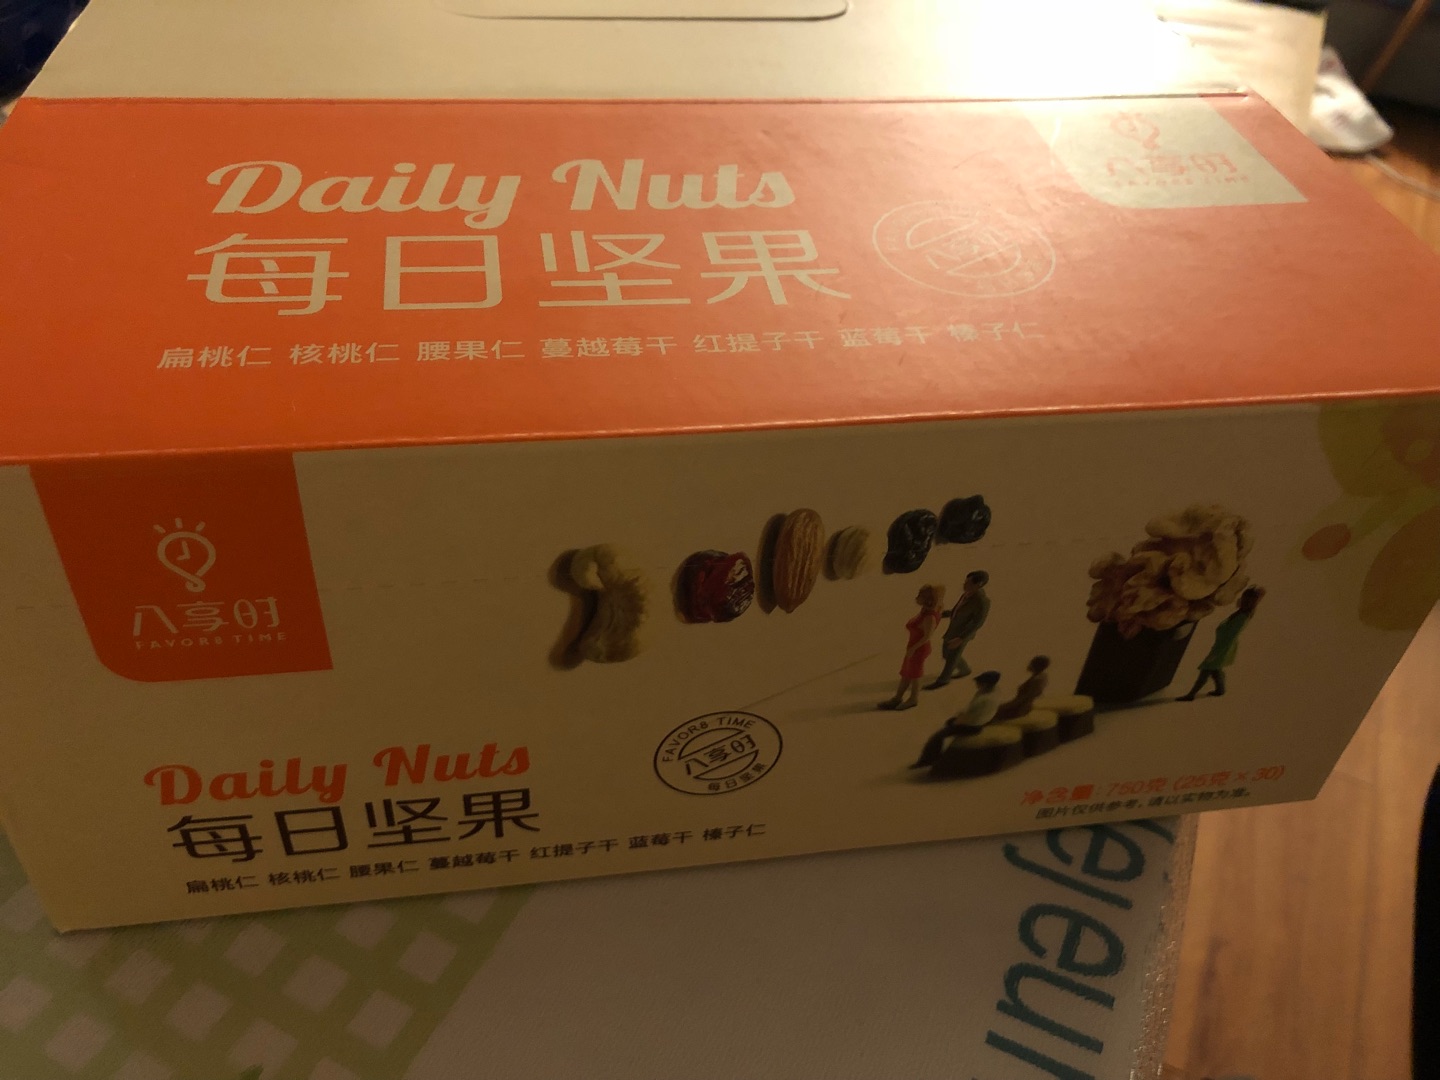 Daily Nuts
每日坚果
扁桃仁 核桃仁 腰果仁 蔓越莓干 红提子干 蓝莓干 榛子仁
八享时
FAVOR8 TIME
八享时
FAVOR8 TIME
FAVOR8 TIME
八享时
每日坚果
Daily Nuts
每日坚果
扁桃仁 核桃仁 腰果仁 蔓越莓干 红提子干 蓝莓干 榛子仁
净含量:750克 (25克×30)
图片仅供参考,请以实物为准。